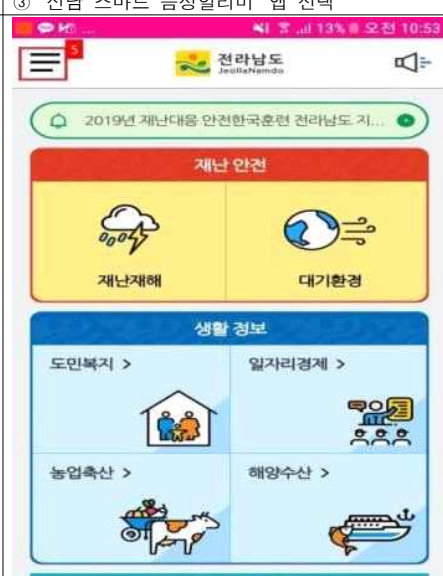 ③ 전남 스마트 음성알리미 앱 선택
... 13% 오전 10:53
5
전라남도
JeollaNamdo
2019년 재난대응 안전한국훈련 전라남도 지...
재난 안전
재난재해 대기환경
생활 정보
도민복지 > 일자리경제 >
농업축산 > 해양수산 >